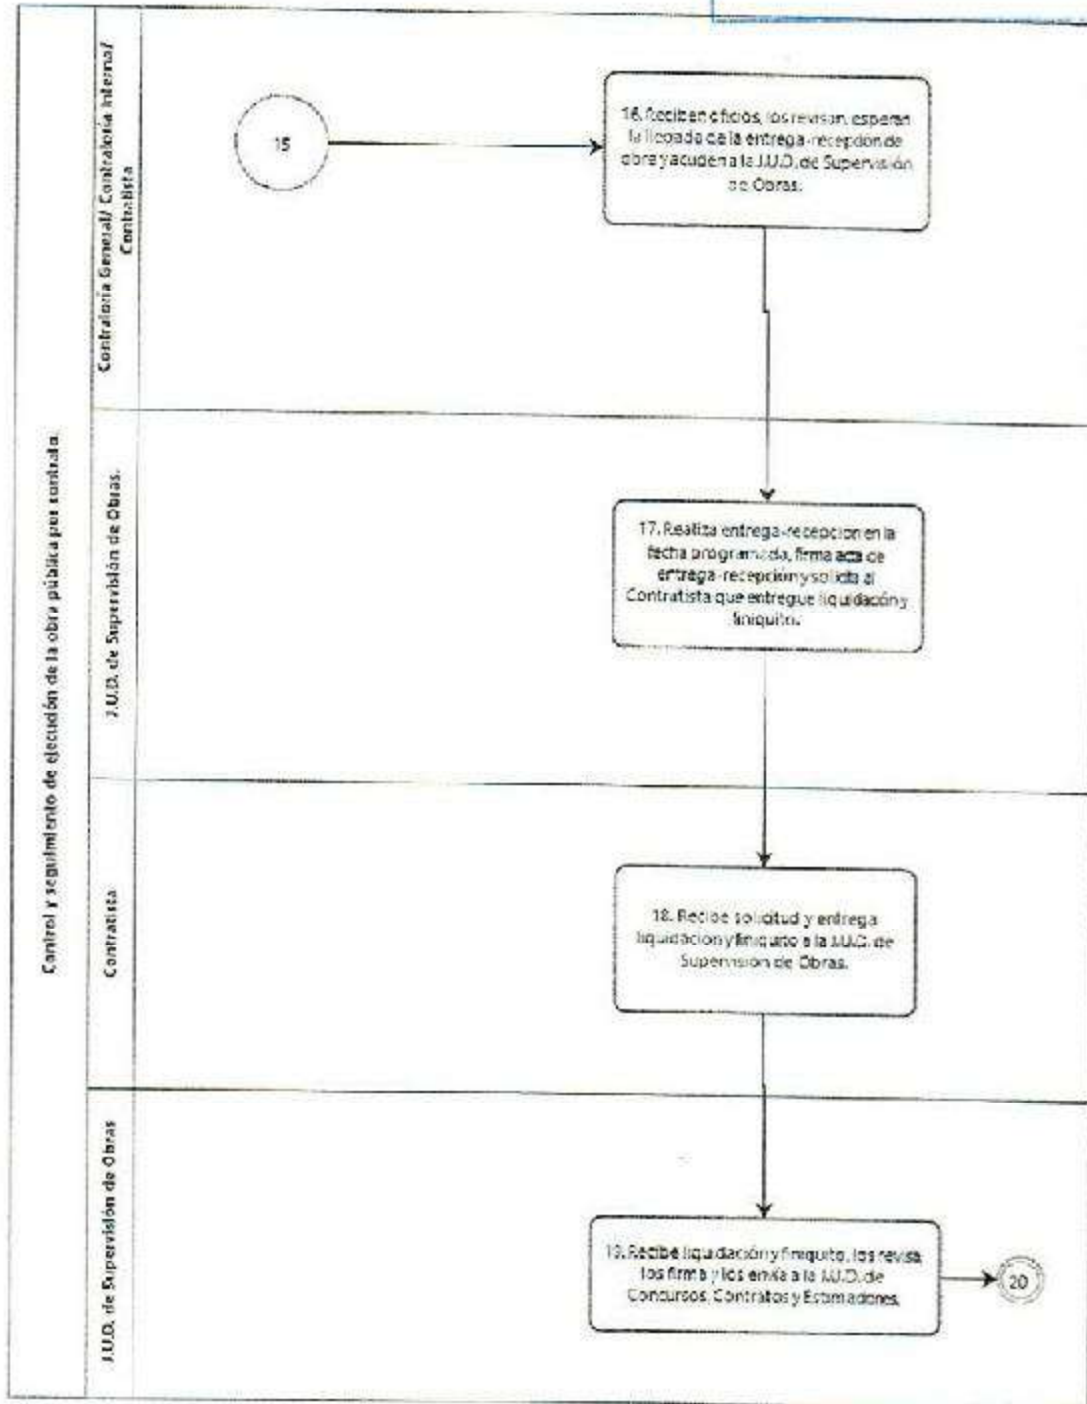 Control y seguimiento de ejecución de la obra pública por contrato.
Contraloría General/ Contraloría Interna/
Contratista
15
16. Reciben oficios, los revisan, esperan
la llegada de la entrega-recepción de
obra y acuden a la J.U.D. de Supervisión
de Obras.
J.U.D. de Supervisión de Obras.
17. Realiza entrega-recepción en la
fecha programada, firma acta de
entrega-recepción y solicita al
Contratista que entregue liquidación y
finiquito.
Contratista
18. Recibe solicitud y entrega
liquidación y finiquito a la J.U.D. de
Supervisión de Obras.
J.U.D. de Supervisión de Obras
19. Recibe liquidación y finiquito, los revisa
los firma y los envía a la J.U.D. de
Concursos, Contratos y Estimaciones.
20